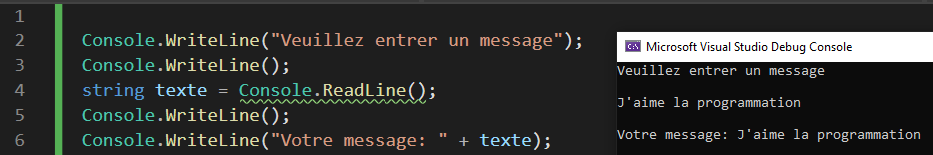 1
2 Console.WriteLine("Veuillez entrer un message");
3 Console.WriteLine();
4 string texte = Console.ReadLine();
5 Console.WriteLine();
6 Console.WriteLine("Votre message: " + texte);
C:\ Microsoft Visual Studio Debug Console
Veuillez entrer un message
J'aime la programmation
Votre message: J'aime la programmation